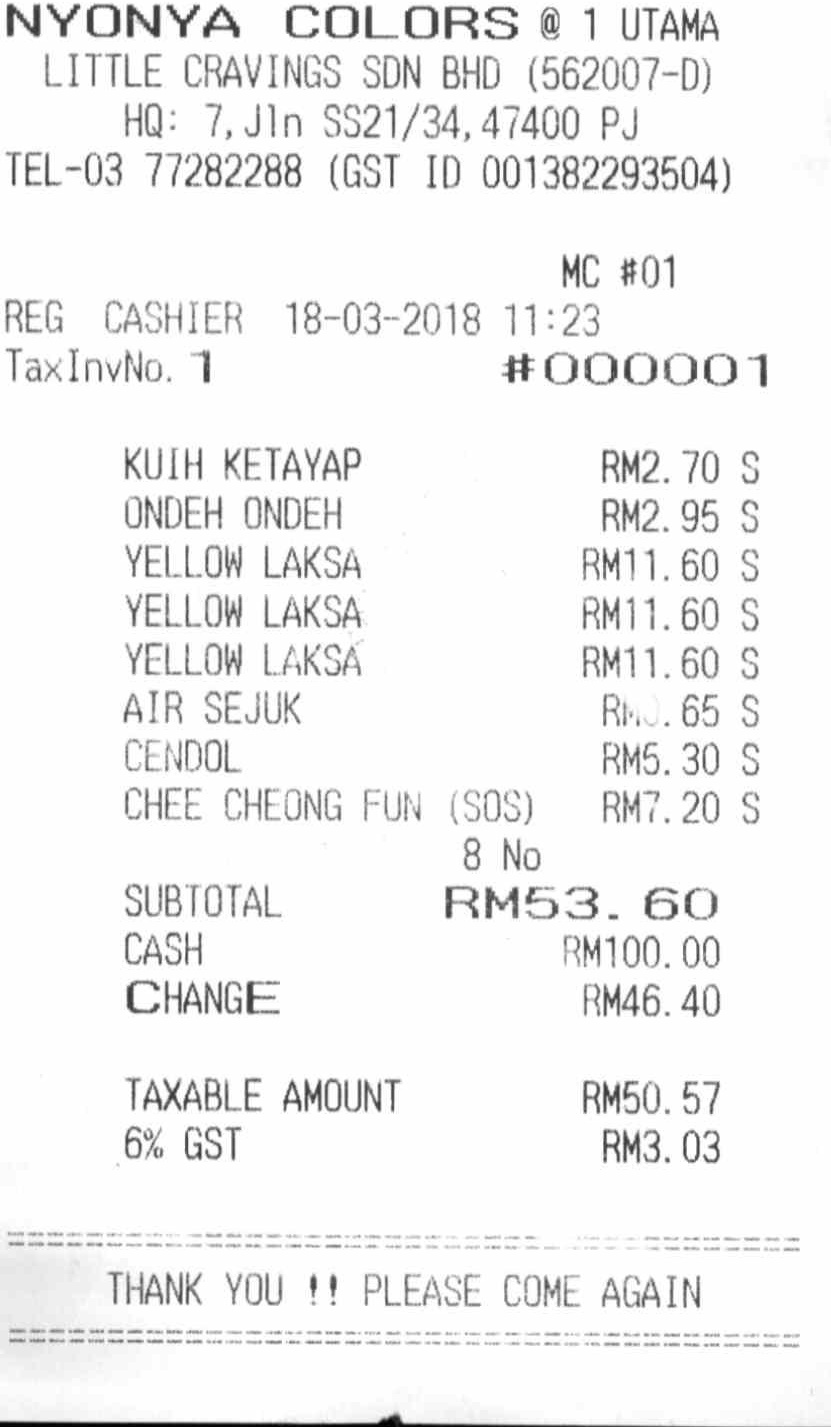 NYONYA COLORS @ 1 UTAMA
LITTLE CRAVINGS SDN BHD (562007-D)
HQ: 7,Jln SS21/34,47400 PJ
TEL-03 77282288 (GST ID 001382293504)
MC #01
REG CASHIER 18-03-2018 11:23
TaxInvNo. 1 #000001
KUIH KETAYAP RM2.70 S
ONDEH ONDEH RM2.95 S
YELLOW LAKSA RM11.60 S
YELLOW LAKSA RM11.60 S
YELLOW LAKSA RM11.60 S
AIR SEJUK RM0.65 S
CENDOL RM5.30 S
CHEE CHEONG FUN (SOS) RM7.20 S
8 No
SUBTOTAL RM53.60
CASH RM100.00
CHANGE RM46.40
TAXABLE AMOUNT RM50.57
6% GST RM3.03
THANK YOU !! PLEASE COME AGAIN